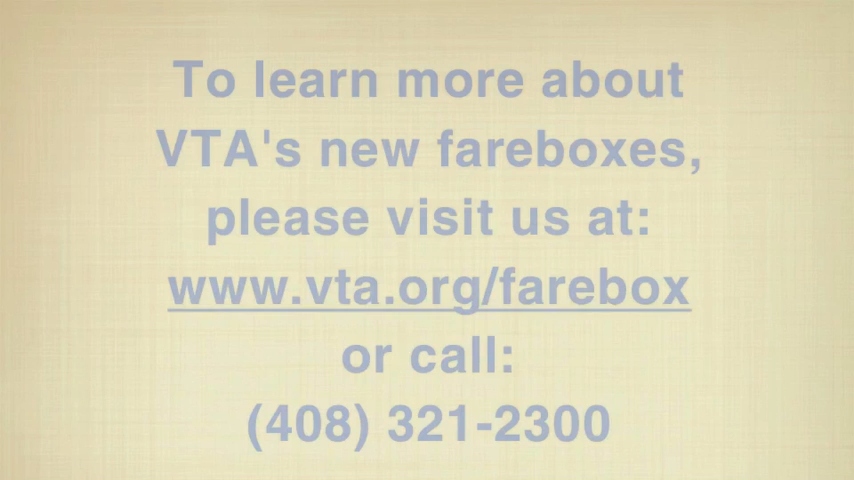 To learn more about
VTA's new fareboxes,
please visit us at:
www.vta.org/farebox
or call:
(408) 321-2300